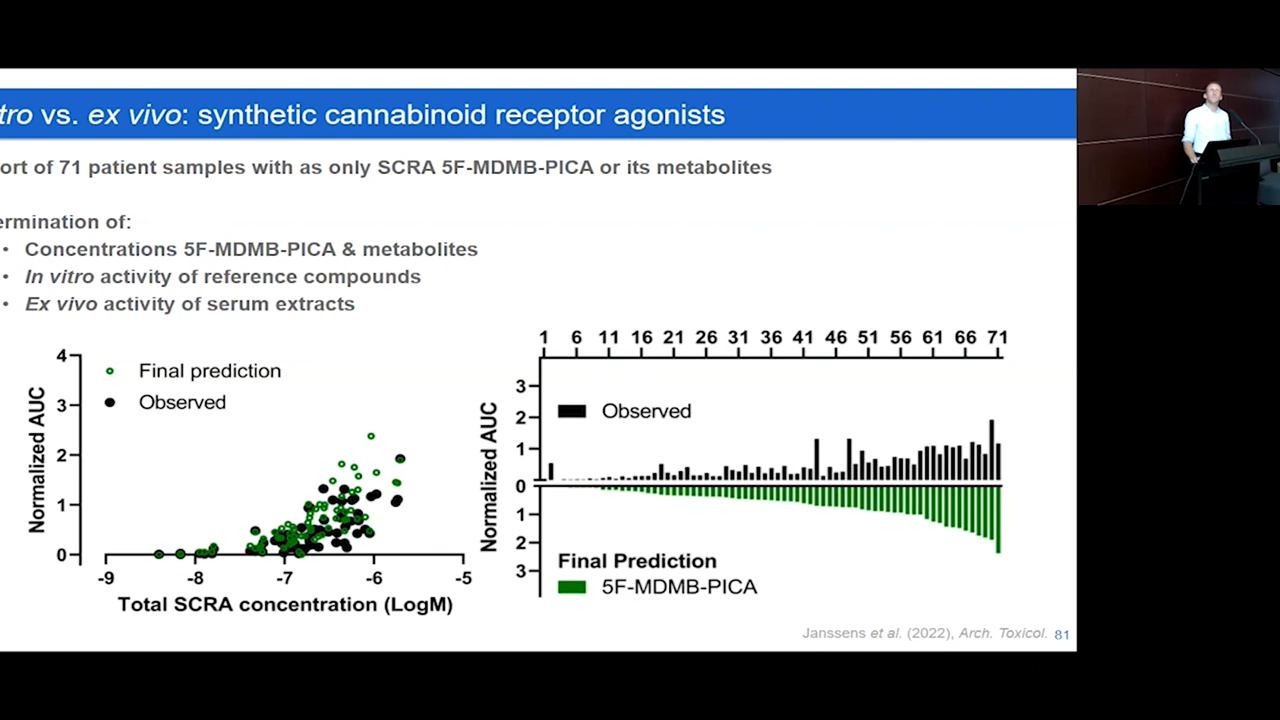 tro vs. ex vivo: synthetic cannabinoid receptor agonists
ort of 71 patient samples with as only SCRA 5F-MDMB-PICA or its metabolites
ermination of:
• Concentrations 5F-MDMB-PICA & metabolites
• In vitro activity of reference compounds
• Ex vivo activity of serum extracts
4
3
2
1
0
Normalized AUC
Final prediction
Observed
-9 -8 -7 -6 -5
Total SCRA concentration (LogM)
1 6 11 16 21 26 31 36 41 46 51 56 61 66 71
3
2
1
0
1
2
3
Normalized AUC
Observed
Final Prediction
5F-MDMB-PICA
Janssens et al. (2022), Arch. Toxicol. 81